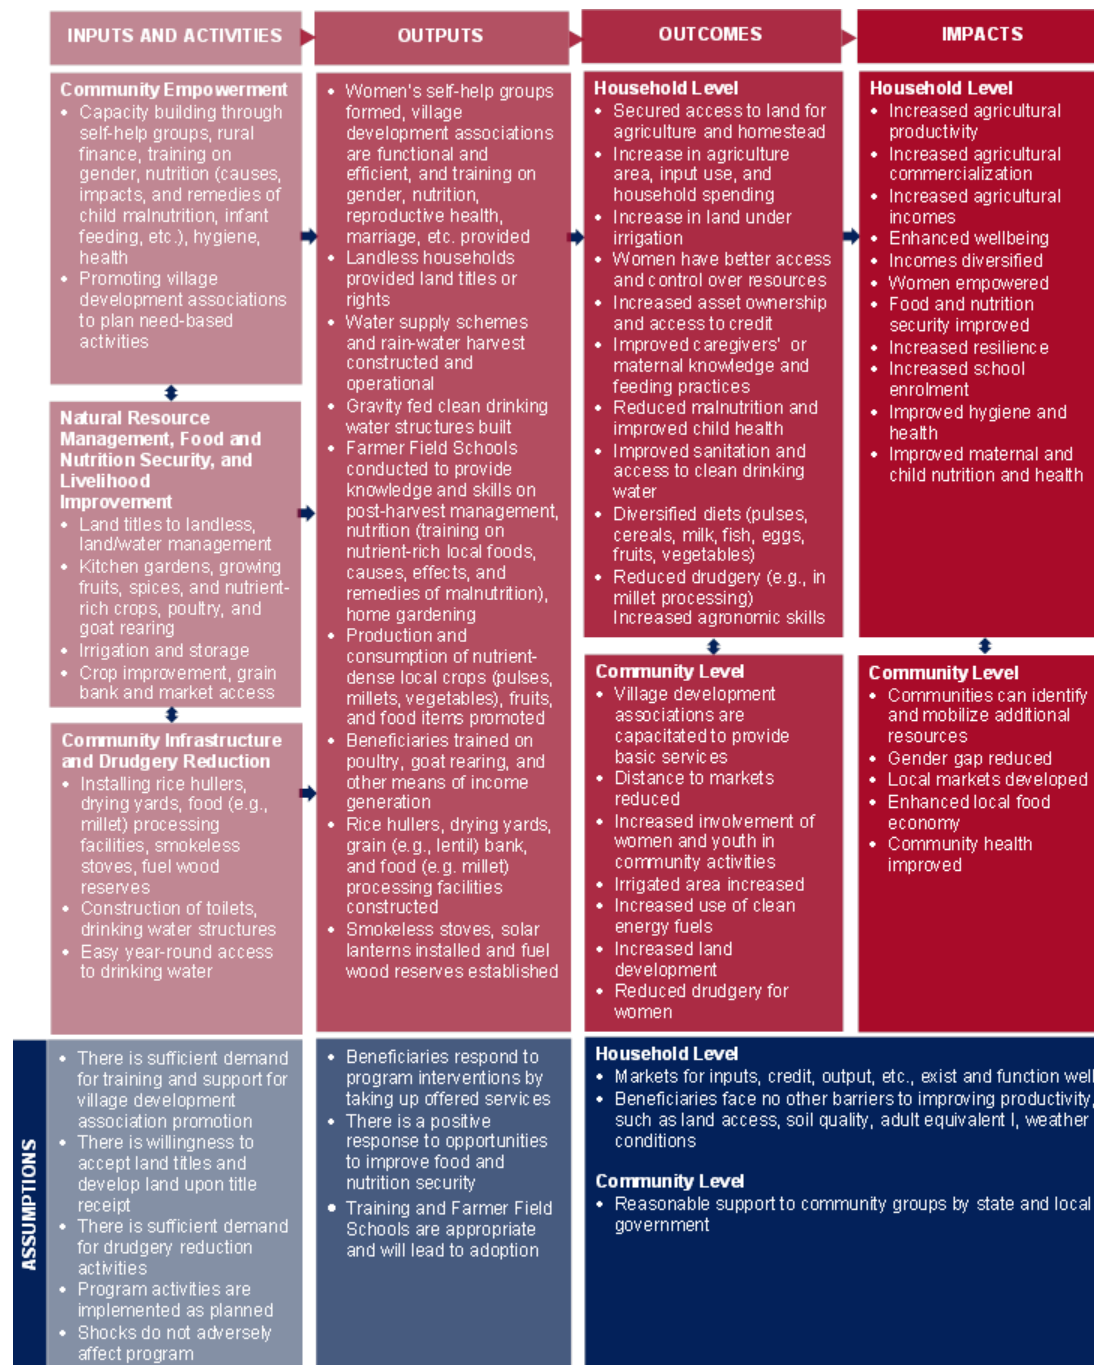 INPUTS AND ACTIVITIES
OUTPUTS
OUTCOMES
IMPACTS
Community Empowerment
• Capacity building through
self-help groups, rural
finance, training on
gender, nutrition (causes,
impacts, and remedies of
child malnutrition, infant
feeding, etc.), hygiene,
health
• Promoting village
development associations
to plan need-based
activities
Natural Resource
Management, Food and
Nutrition Security, and
Livelihood
Improvement
• Land titles to landless,
land/water management
• Kitchen gardens, growing
fruits, spices, and nutrient-
rich crops, poultry, and
goat rearing
• Irrigation and storage
• Crop improvement, grain
bank and market access
Community Infrastructure
and Drudgery Reduction
• Installing rice hullers,
drying yards, food (e.g.,
millet) processing
facilities, smokeless
stoves, fuel wood
reserves
• Construction of toilets,
drinking water structures
• Easy year-round access
to drinking water
• Women's self-help groups
formed, village
development associations
are functional and
efficient, and training on
gender, nutrition,
reproductive health,
marriage, etc. provided
• Landless households
provided land titles or
rights
• Water supply schemes
and rain-water harvest
constructed and
operational
• Gravity fed clean drinking
water structures built
• Farmer Field Schools
conducted to provide
knowledge and skills on
post-harvest management,
nutrition (training on
nutrient-rich local foods,
causes, effects, and
remedies of malnutrition),
home gardening
• Production and
consumption of nutrient-
dense local crops (pulses,
millets, vegetables), fruits,
and food items promoted
• Beneficiaries trained on
poultry, goat rearing, and
other means of income
generation
• Rice hullers, drying yards,
grain (e.g., lentil) bank,
and food (e.g. millet)
processing facilities
constructed
• Smokeless stoves, solar
lanterns installed and fuel
wood reserves established
Household Level
• Secured access to land for
agriculture and homestead
• Increase in agriculture
area, input use, and
household spending
• Increase in land under
irrigation
• Women have better access
and control over resources
• Increased asset ownership
and access to credit
• Improved caregivers' or
maternal knowledge and
feeding practices
• Reduced malnutrition and
improved child health
• Improved sanitation and
access to clean drinking
water
• Diversified diets (pulses,
cereals, milk, fish, eggs,
fruits, vegetables)
• Reduced drudgery (e.g., in
millet processing)
Increased agronomic skills
Community Level
• Village development
associations are
capacitated to provide
basic services
• Distance to markets
reduced
• Increased involvement of
women and youth in
community activities
• Irrigated area increased
• Increased use of clean
energy fuels
• Increased land
development
• Reduced drudgery for
women
Household Level
• Increased agricultural
productivity
• Increased agricultural
commercialization
• Increased agricultural
incomes
• Enhanced wellbeing
• Incomes diversified
• Women empowered
• Food and nutrition
security improved
• Increased resilience
• Increased school
enrolment
• Improved hygiene and
health
• Improved maternal and
child nutrition and health
Community Level
• Communities can identify
and mobilize additional
resources
• Gender gap reduced
• Local markets developed
• Enhanced local food
economy
• Community health
improved
ASSUMPTIONS
• There is sufficient demand
for training and support for
village development
association promotion
• There is willingness to
accept land titles and
develop land upon title
receipt
• There is sufficient demand
for drudgery reduction
activities
• Program activities are
implemented as planned
• Shocks do not adversely
affect program
• Beneficiaries respond to
program interventions by
taking up offered services
• There is a positive
response to opportunities
to improve food and
nutrition security
• Training and Farmer Field
Schools are appropriate
and will lead to adoption
Household Level
• Markets for inputs, credit, output, etc., exist and function well
• Beneficiaries face no other barriers to improving productivity,
such as land access, soil quality, adult equivalent l, weather
conditions
Community Level
• Reasonable support to community groups by state and local
government